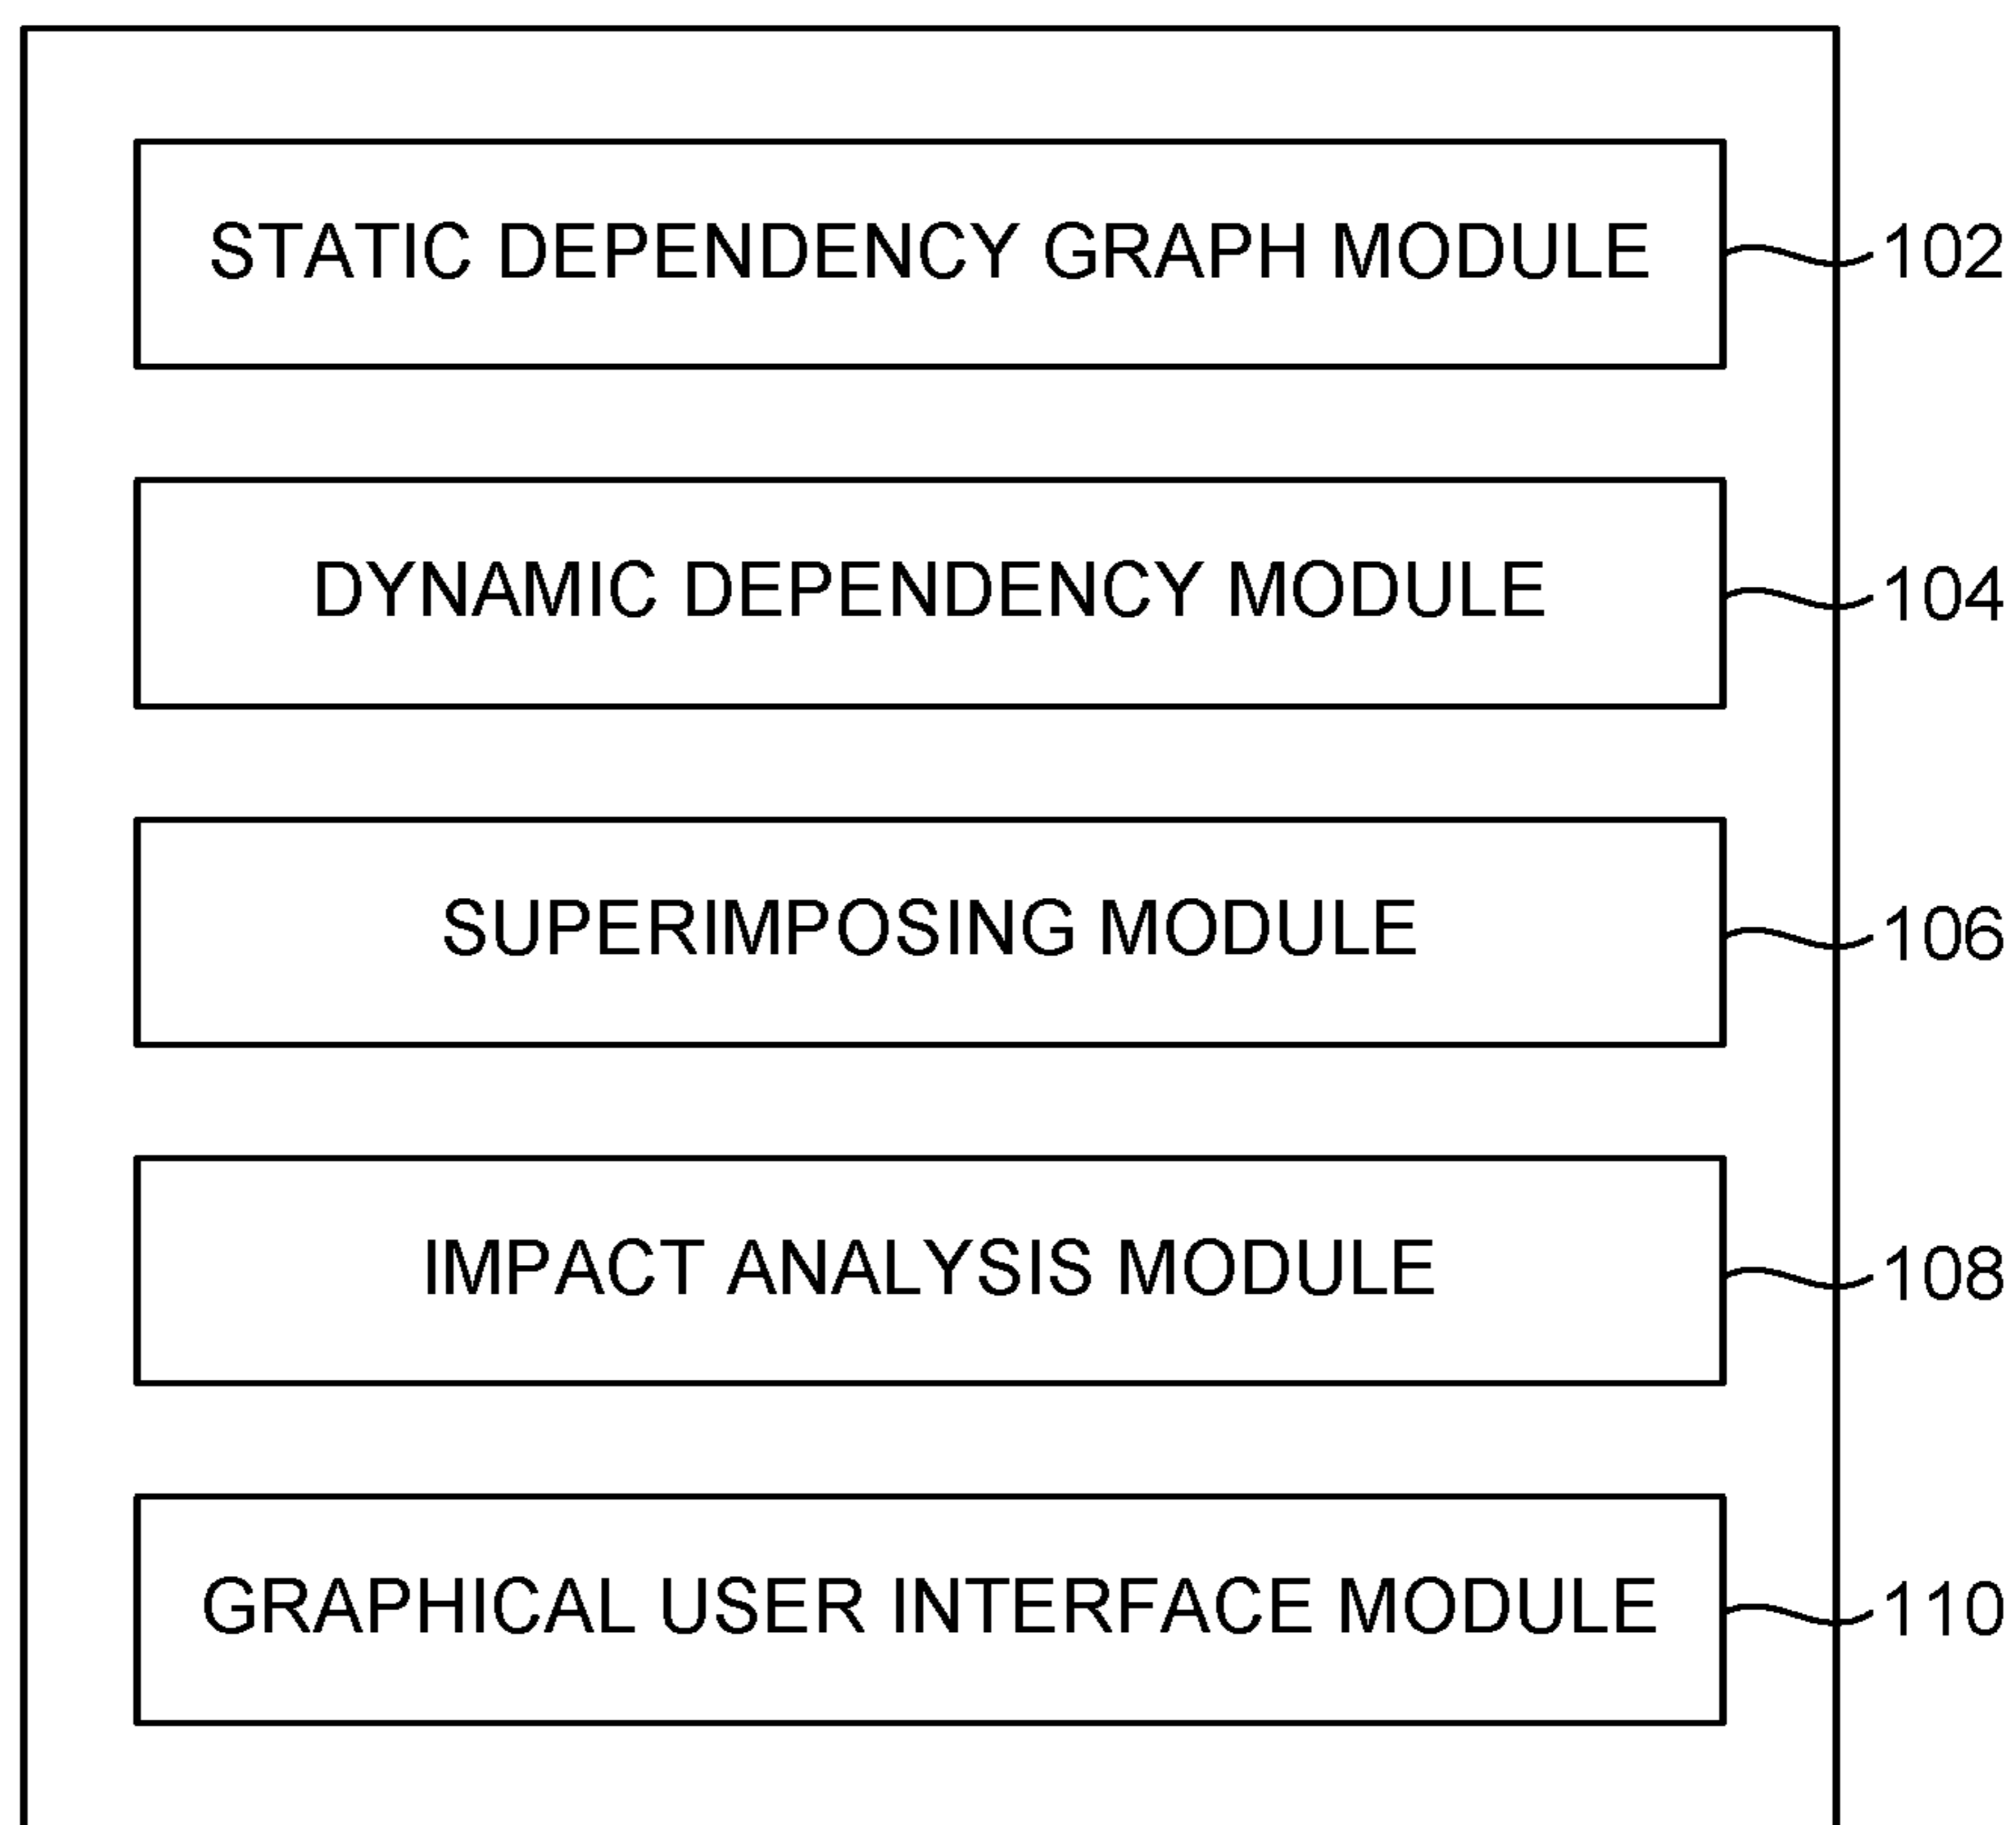 STATIC DEPENDENCY GRAPH MODULE 102
DYNAMIC DEPENDENCY MODULE 104
SUPERIMPOSING MODULE 106
IMPACT ANALYSIS MODULE 108
GRAPHICAL USER INTERFACE MODULE 110